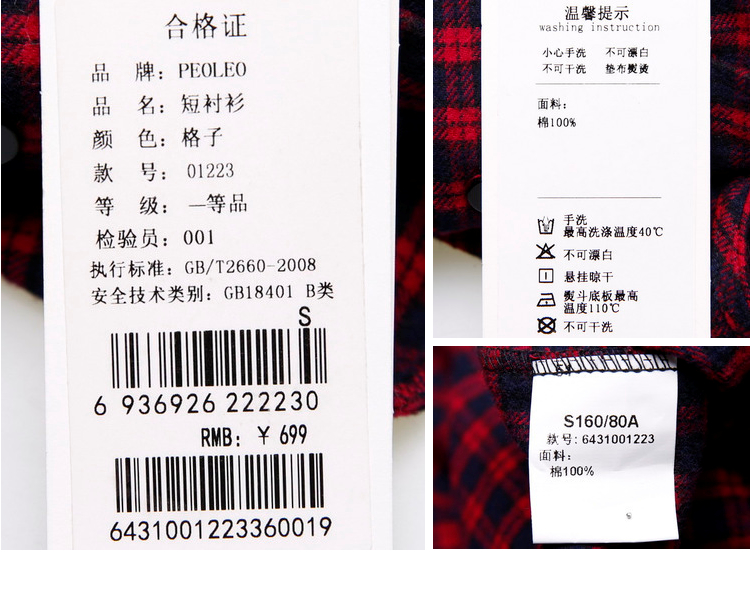 合格证
品 牌：PEOLEO
品 名：短衬衫
颜 色：格子
款 号：01223
等 级：一等品
检验员：001
执行标准：GB/T2660-2008
安全技术类别：GB18401 B类
S
6 936926 222230
RMB：￥ 699
6431001223360019
温馨提示
washing instruction
小心手洗 不可漂白
不可干洗 垫布熨烫
面料：
棉100%
手洗
最高洗涤温度40℃
不可漂白
悬挂晾干
熨斗底板最高
温度110℃
不可干洗
S160/80A
款号：6431001223
面料：
棉100%